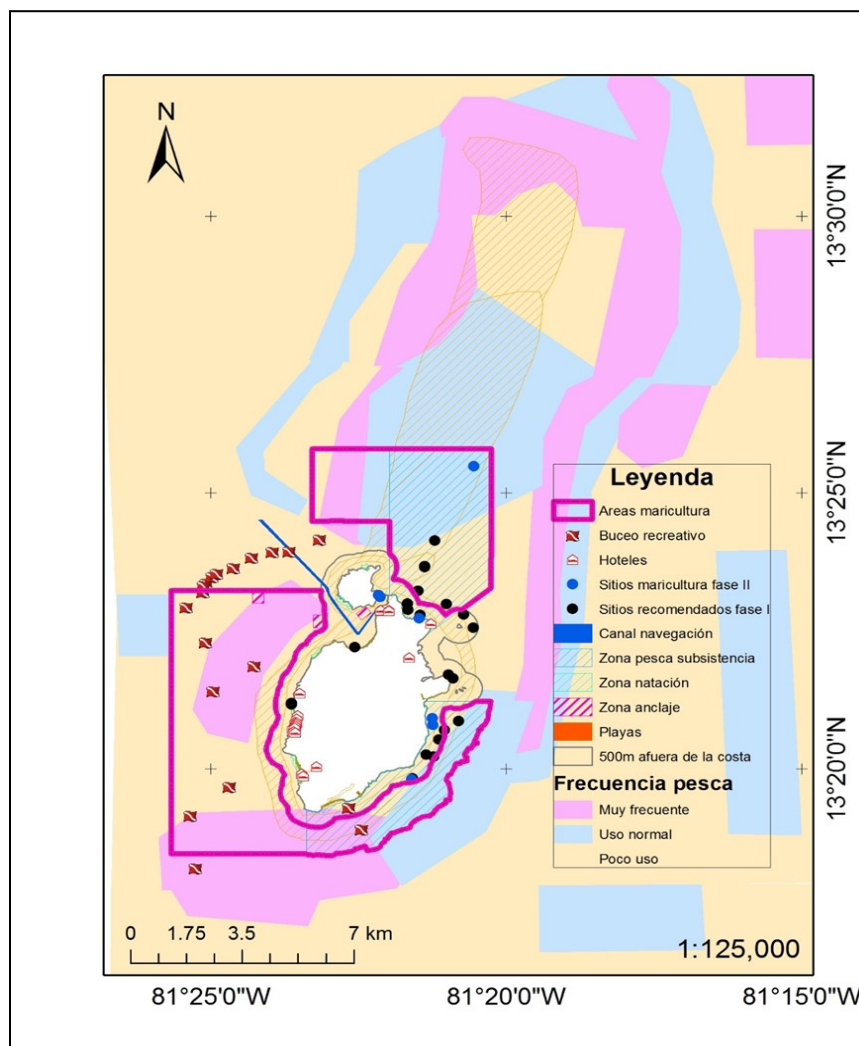 N
13°30'0"N
13°25'0"N
13°20'0"N
Leyenda
Areas maricultura
Buceo recreativo
Hoteles
Sitios maricultura fase II
Sitios recomendados fase I
Canal navegación
Zona pesca subsistencia
Zona natación
Zona anclaje
Playas
500m afuera de la costa
Frecuencia pesca
Muy frecuente
Uso normal
Poco uso
0 1.75 3.5 7 km
1:125,000
81°25'0"W 81°20'0"W 81°15'0"W